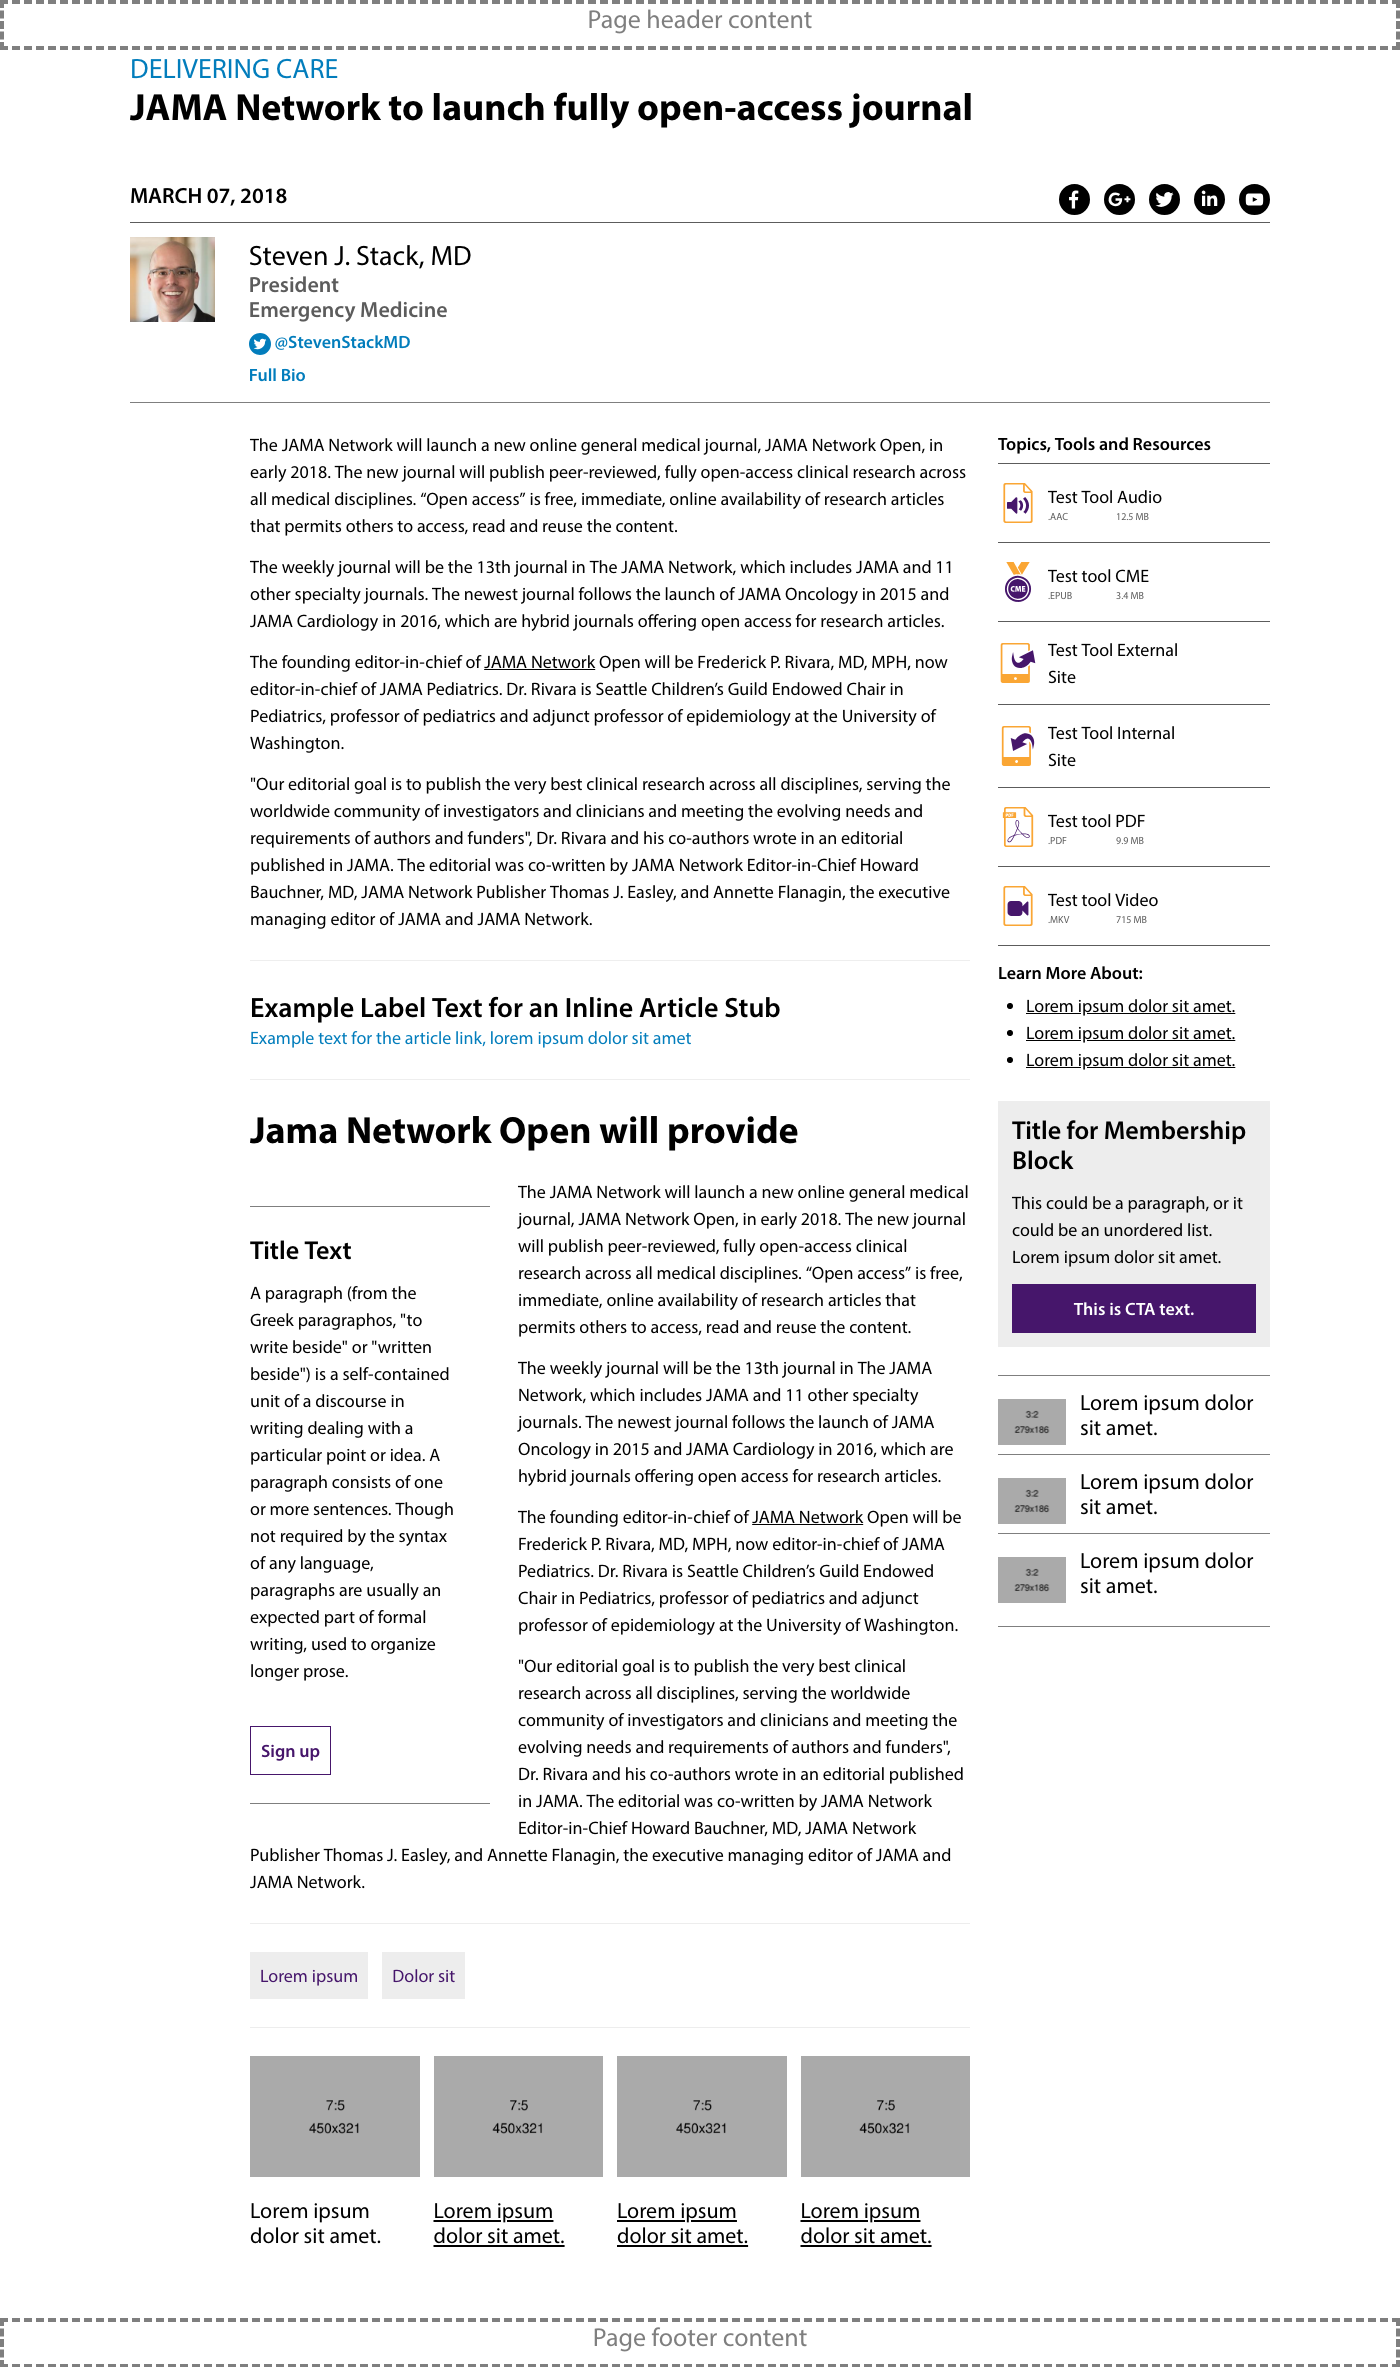 Page header content
DELIVERING CARE
JAMA Network to launch fully open-access journal
MARCH 07, 2018
Steven J. Stack, MD
President
Emergency Medicine
@StevenStackMD
Full Bio
The JAMA Network will launch a new online general medical journal, JAMA Network Open, in
early 2018. The new journal will publish peer-reviewed, fully open-access clinical research across
all medical disciplines. “Open access” is free, immediate, online availability of research articles
that permits others to access, read and reuse the content.
The weekly journal will be the 13th journal in The JAMA Network, which includes JAMA and 11
other specialty journals. The newest journal follows the launch of JAMA Oncology in 2015 and
JAMA Cardiology in 2016, which are hybrid journals offering open access for research articles.
The founding editor-in-chief of JAMA Network Open will be Frederick P. Rivara, MD, MPH, now
editor-in-chief of JAMA Pediatrics. Dr. Rivara is Seattle Children’s Guild Endowed Chair in
Pediatrics, professor of pediatrics and adjunct professor of epidemiology at the University of
Washington.
"Our editorial goal is to publish the very best clinical research across all disciplines, serving the
worldwide community of investigators and clinicians and meeting the evolving needs and
requirements of authors and funders", Dr. Rivara and his co-authors wrote in an editorial
published in JAMA. The editorial was co-written by JAMA Network Editor-in-Chief Howard
Bauchner, MD, JAMA Network Publisher Thomas J. Easley, and Annette Flanagin, the executive
managing editor of JAMA and JAMA Network.
Example Label Text for an Inline Article Stub
Example text for the article link, lorem ipsum dolor sit amet
Jama Network Open will provide
Title Text
A paragraph (from the
Greek paragraphos, "to
write beside" or "written
beside") is a self-contained
unit of a discourse in
writing dealing with a
particular point or idea. A
paragraph consists of one
or more sentences. Though
not required by the syntax
of any language,
paragraphs are usually an
expected part of formal
writing, used to organize
longer prose.
Sign up
The JAMA Network will launch a new online general medical
journal, JAMA Network Open, in early 2018. The new journal
will publish peer-reviewed, fully open-access clinical
research across all medical disciplines. “Open access” is free,
immediate, online availability of research articles that
permits others to access, read and reuse the content.
The weekly journal will be the 13th journal in The JAMA
Network, which includes JAMA and 11 other specialty
journals. The newest journal follows the launch of JAMA
Oncology in 2015 and JAMA Cardiology in 2016, which are
hybrid journals offering open access for research articles.
The founding editor-in-chief of JAMA Network Open will be
Frederick P. Rivara, MD, MPH, now editor-in-chief of JAMA
Pediatrics. Dr. Rivara is Seattle Children’s Guild Endowed
Chair in Pediatrics, professor of pediatrics and adjunct
professor of epidemiology at the University of Washington.
"Our editorial goal is to publish the very best clinical
research across all disciplines, serving the worldwide
community of investigators and clinicians and meeting the
evolving needs and requirements of authors and funders",
Dr. Rivara and his co-authors wrote in an editorial published
in JAMA. The editorial was co-written by JAMA Network
Editor-in-Chief Howard Bauchner, MD, JAMA Network
Publisher Thomas J. Easley, and Annette Flanagin, the executive managing editor of JAMA and
JAMA Network.
Lorem ipsum
Dolor sit
7:5
450x321
7:5
450x321
7:5
450x321
7:5
450x321
Lorem ipsum
dolor sit amet.
Lorem ipsum
dolor sit amet.
Lorem ipsum
dolor sit amet.
Lorem ipsum
dolor sit amet.
Topics, Tools and Resources
Test Tool Audio
.AAC 12.5 MB
CME
Test tool CME
.EPUB 3.4 MB
Test Tool External
Site
Test Tool Internal
Site
PDF
Test tool PDF
.PDF 9.9 MB
Test tool Video
.MKV 715 MB
Learn More About:
Lorem ipsum dolor sit amet.
Lorem ipsum dolor sit amet.
Lorem ipsum dolor sit amet.
Title for Membership
Block
This could be a paragraph, or it
could be an unordered list.
Lorem ipsum dolor sit amet.
This is CTA text.
3:2
279x186
Lorem ipsum dolor
sit amet.
3:2
279x186
Lorem ipsum dolor
sit amet.
3:2
279x186
Lorem ipsum dolor
sit amet.
Page footer content